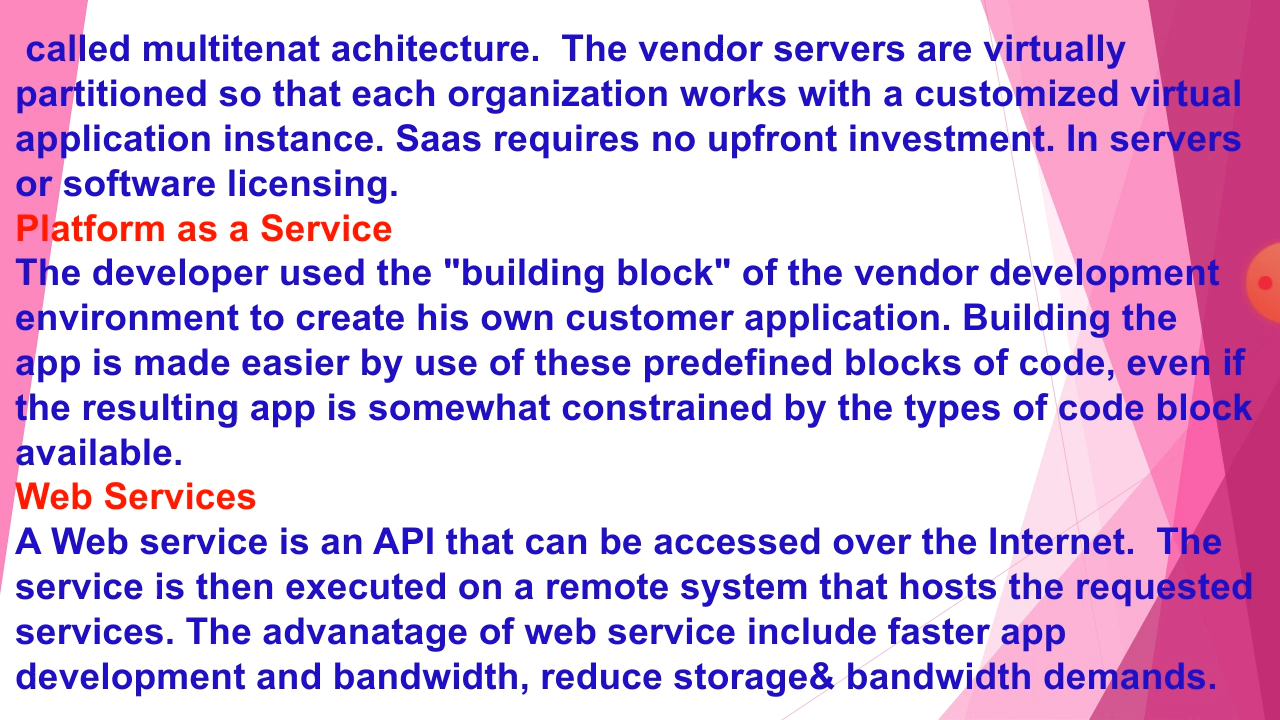 called multitenat achitecture.  The vendor servers are virtually
partitioned so that each organization works with a customized virtual
application instance. Saas requires no upfront investment. In servers
or software licensing.
Platform as a Service
The developer used the "building block" of the vendor development
environment to create his own customer application. Building the
app is made easier by use of these predefined blocks of code, even if
the resulting app is somewhat constrained by the types of code block
available.
Web Services
A Web service is an API that can be accessed over the Internet.  The
service is then executed on a remote system that hosts the requested
services. The advanatage of web service include faster app
development and bandwidth, reduce storage& bandwidth demands.